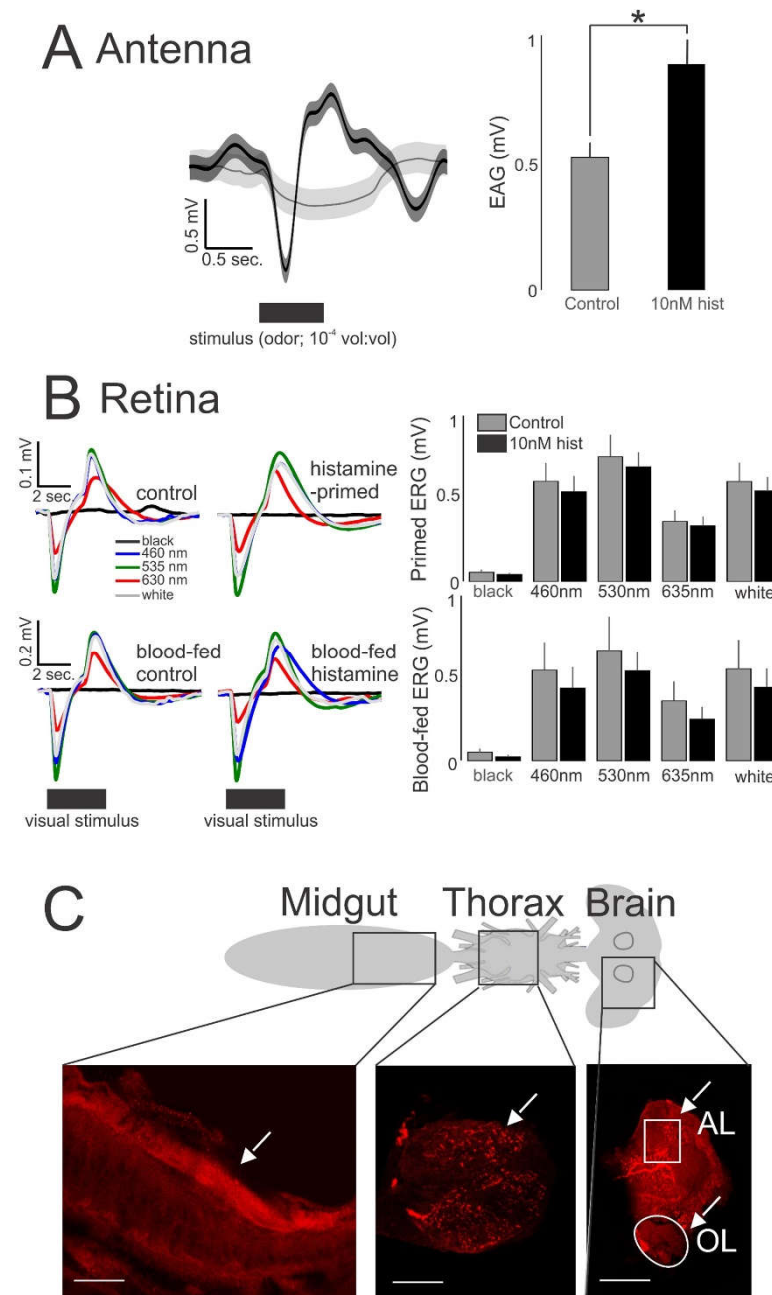 A Antenna
0.5 mV
0.5 sec.
stimulus (odor; 10⁻⁴ vol:vol)
*
EAG (mV)
1
0.5
0
Control
10nM hist
B Retina
0.1 mV
2 sec.
control
black
460 nm
535 nm
630 nm
white
histamine
-primed
0.2 mV
2 sec.
blood-fed
control
2 sec.
blood-fed
histamine
visual stimulus
visual stimulus
Primed ERG (mV)
1
0.5
0
Control
10nM hist
black
460nm
530nm
635nm
white
Blood-fed ERG (mV)
1
0.5
0
black
460nm
530nm
635nm
white
C
Midgut
Thorax
Brain
AL
OL